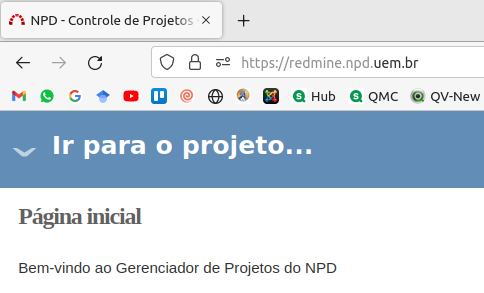 NPD - Controle de Projetos
https://redmine.npd.uem.br
Hub QMC QV-New
Ir para o projeto...
Página inicial
Bem-vindo ao Gerenciador de Projetos do NPD